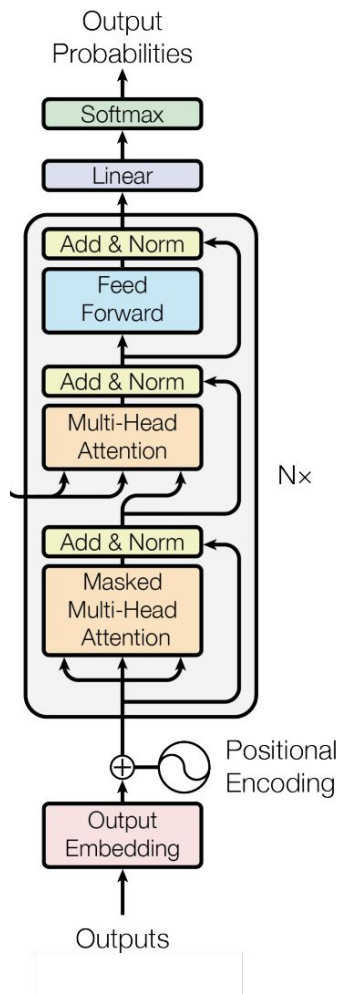 Output
Probabilities
Softmax
Linear
Add & Norm
Feed
Forward
Add & Norm
Multi-Head
Attention
N×
Add & Norm
Masked
Multi-Head
Attention
Positional
Encoding
Output
Embedding
Outputs